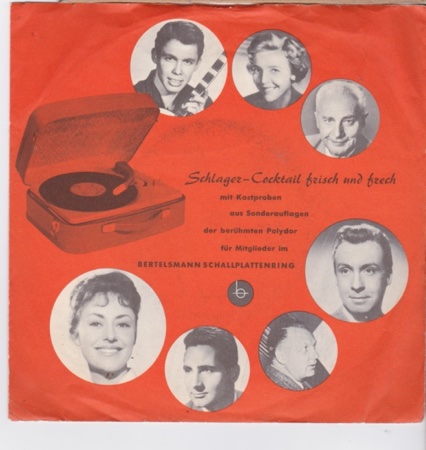 Schlager-Cocktail frisch und frech
mit Kostproben
aus Sonderauflagen
der berühmten Polydor
für Mitglieder im
BERTELSMANN SCHALLPLATTENRING
b